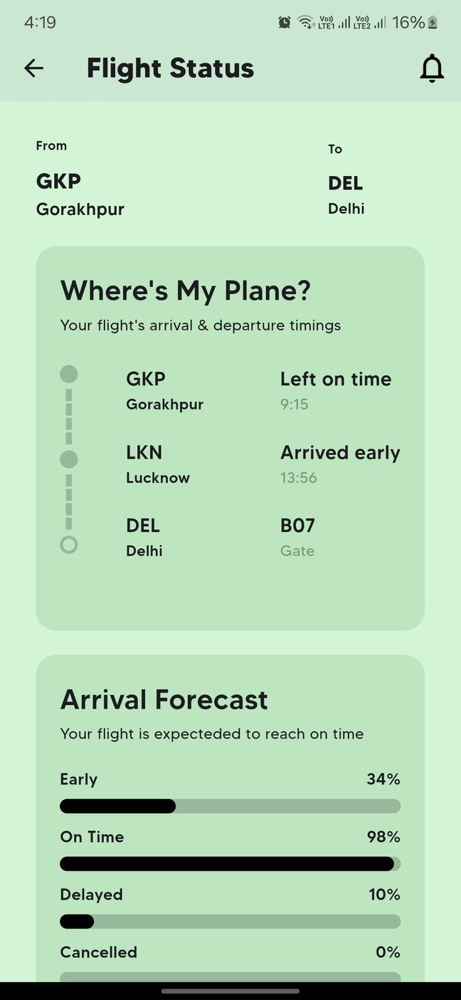 4:19
Vo)) LTE1 Vo)) LTE2 16%
Flight Status
From
To
GKP
DEL
Gorakhpur
Delhi
Where's My Plane?
Your flight's arrival & departure timings
GKP Left on time
Gorakhpur 9:15
LKN Arrived early
Lucknow 13:56
DEL B07
Delhi Gate
Arrival Forecast
Your flight is expecteded to reach on time
Early 34%
On Time 98%
Delayed 10%
Cancelled 0%